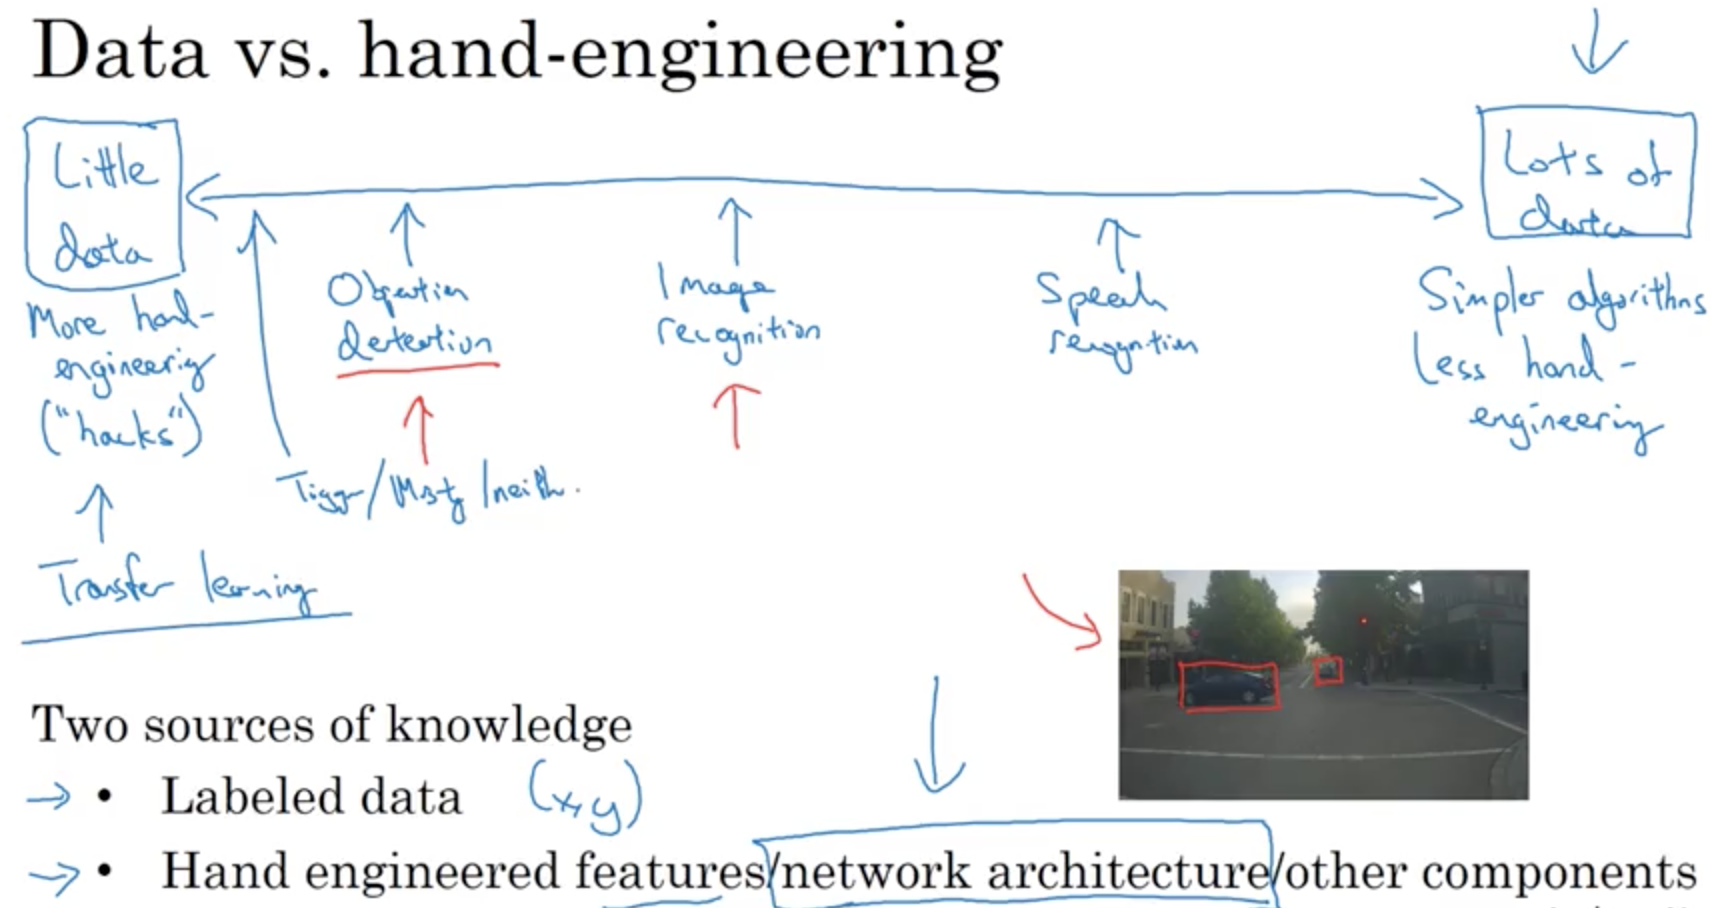 Data vs. hand-engineering
Little
data
Lots of
data
More hand-
engineering
("hacks")
Object
detection
Image
recognition
Speech
recognition
Simpler algorithms
Less hand-
engineering
Tigger/Misty/neith.
Transfer learning
Two sources of knowledge
→ • Labeled data (x,y)
→ • Hand engineered features/network architecture/other components